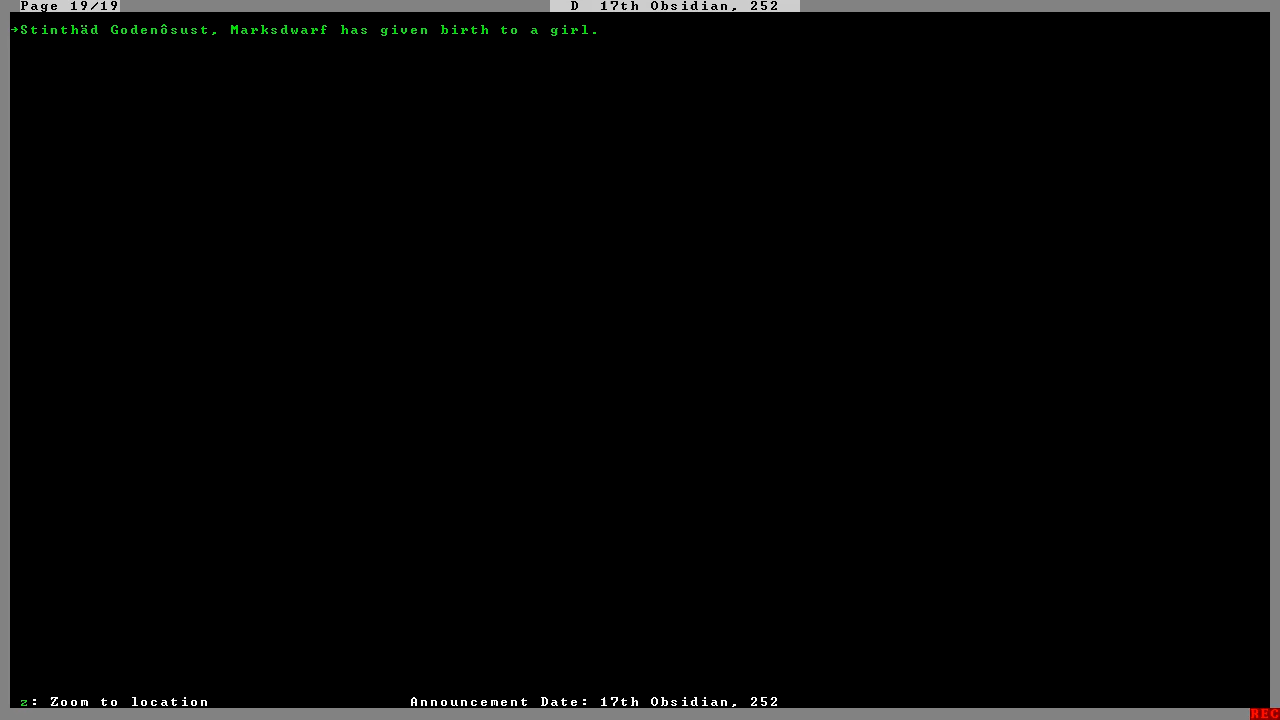 Page 19/19
D 17th Obsidian, 252
→Stinthäd Godenôsust, Marksdwarf has given birth to a girl.
z: Zoom to location
Announcement Date: 17th Obsidian, 252
REC